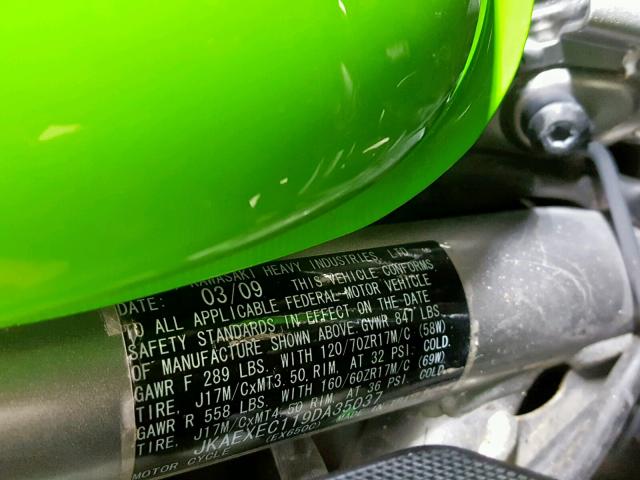 KAWASAKI HEAVY INDUSTRIES, LTD.
DATE: 03/09 THIS VEHICLE CONFORMS
TO ALL APPLICABLE FEDERAL MOTOR VEHICLE
SAFETY STANDARDS IN EFFECT ON THE DATE
OF MANUFACTURE SHOWN ABOVE. GVWR 847 LBS.
GAWR F 289 LBS. WITH 120/70ZR17M/C (58W)
TIRE, J17M/CxMT3.50, RIM, AT 32 PSI. COLD.
GAWR R 558 LBS. WITH 160/60ZR17M/C (69W)
TIRE, J17M/CxMT4.50 RIM, AT 36 PSI. COLD.
JKAEXEC119DA35037 MADE IN
MOTOR CYCLE (EX650C)